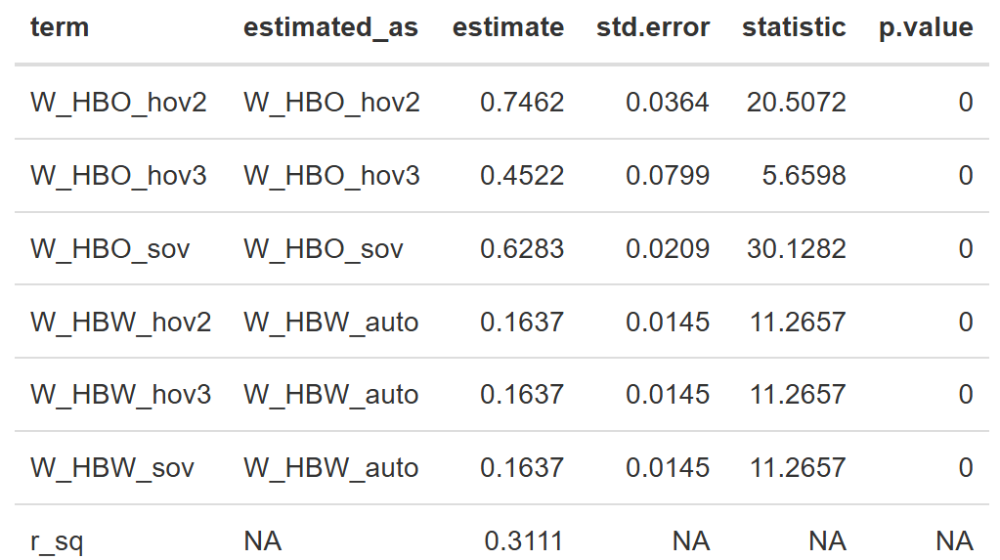 term estimated_as estimate std.error statistic p.value
W_HBO_hov2 W_HBO_hov2 0.7462 0.0364 20.5072 0
W_HBO_hov3 W_HBO_hov3 0.4522 0.0799 5.6598 0
W_HBO_sov W_HBO_sov 0.6283 0.0209 30.1282 0
W_HBW_hov2 W_HBW_auto 0.1637 0.0145 11.2657 0
W_HBW_hov3 W_HBW_auto 0.1637 0.0145 11.2657 0
W_HBW_sov W_HBW_auto 0.1637 0.0145 11.2657 0
r_sq NA 0.3111 NA NA NA